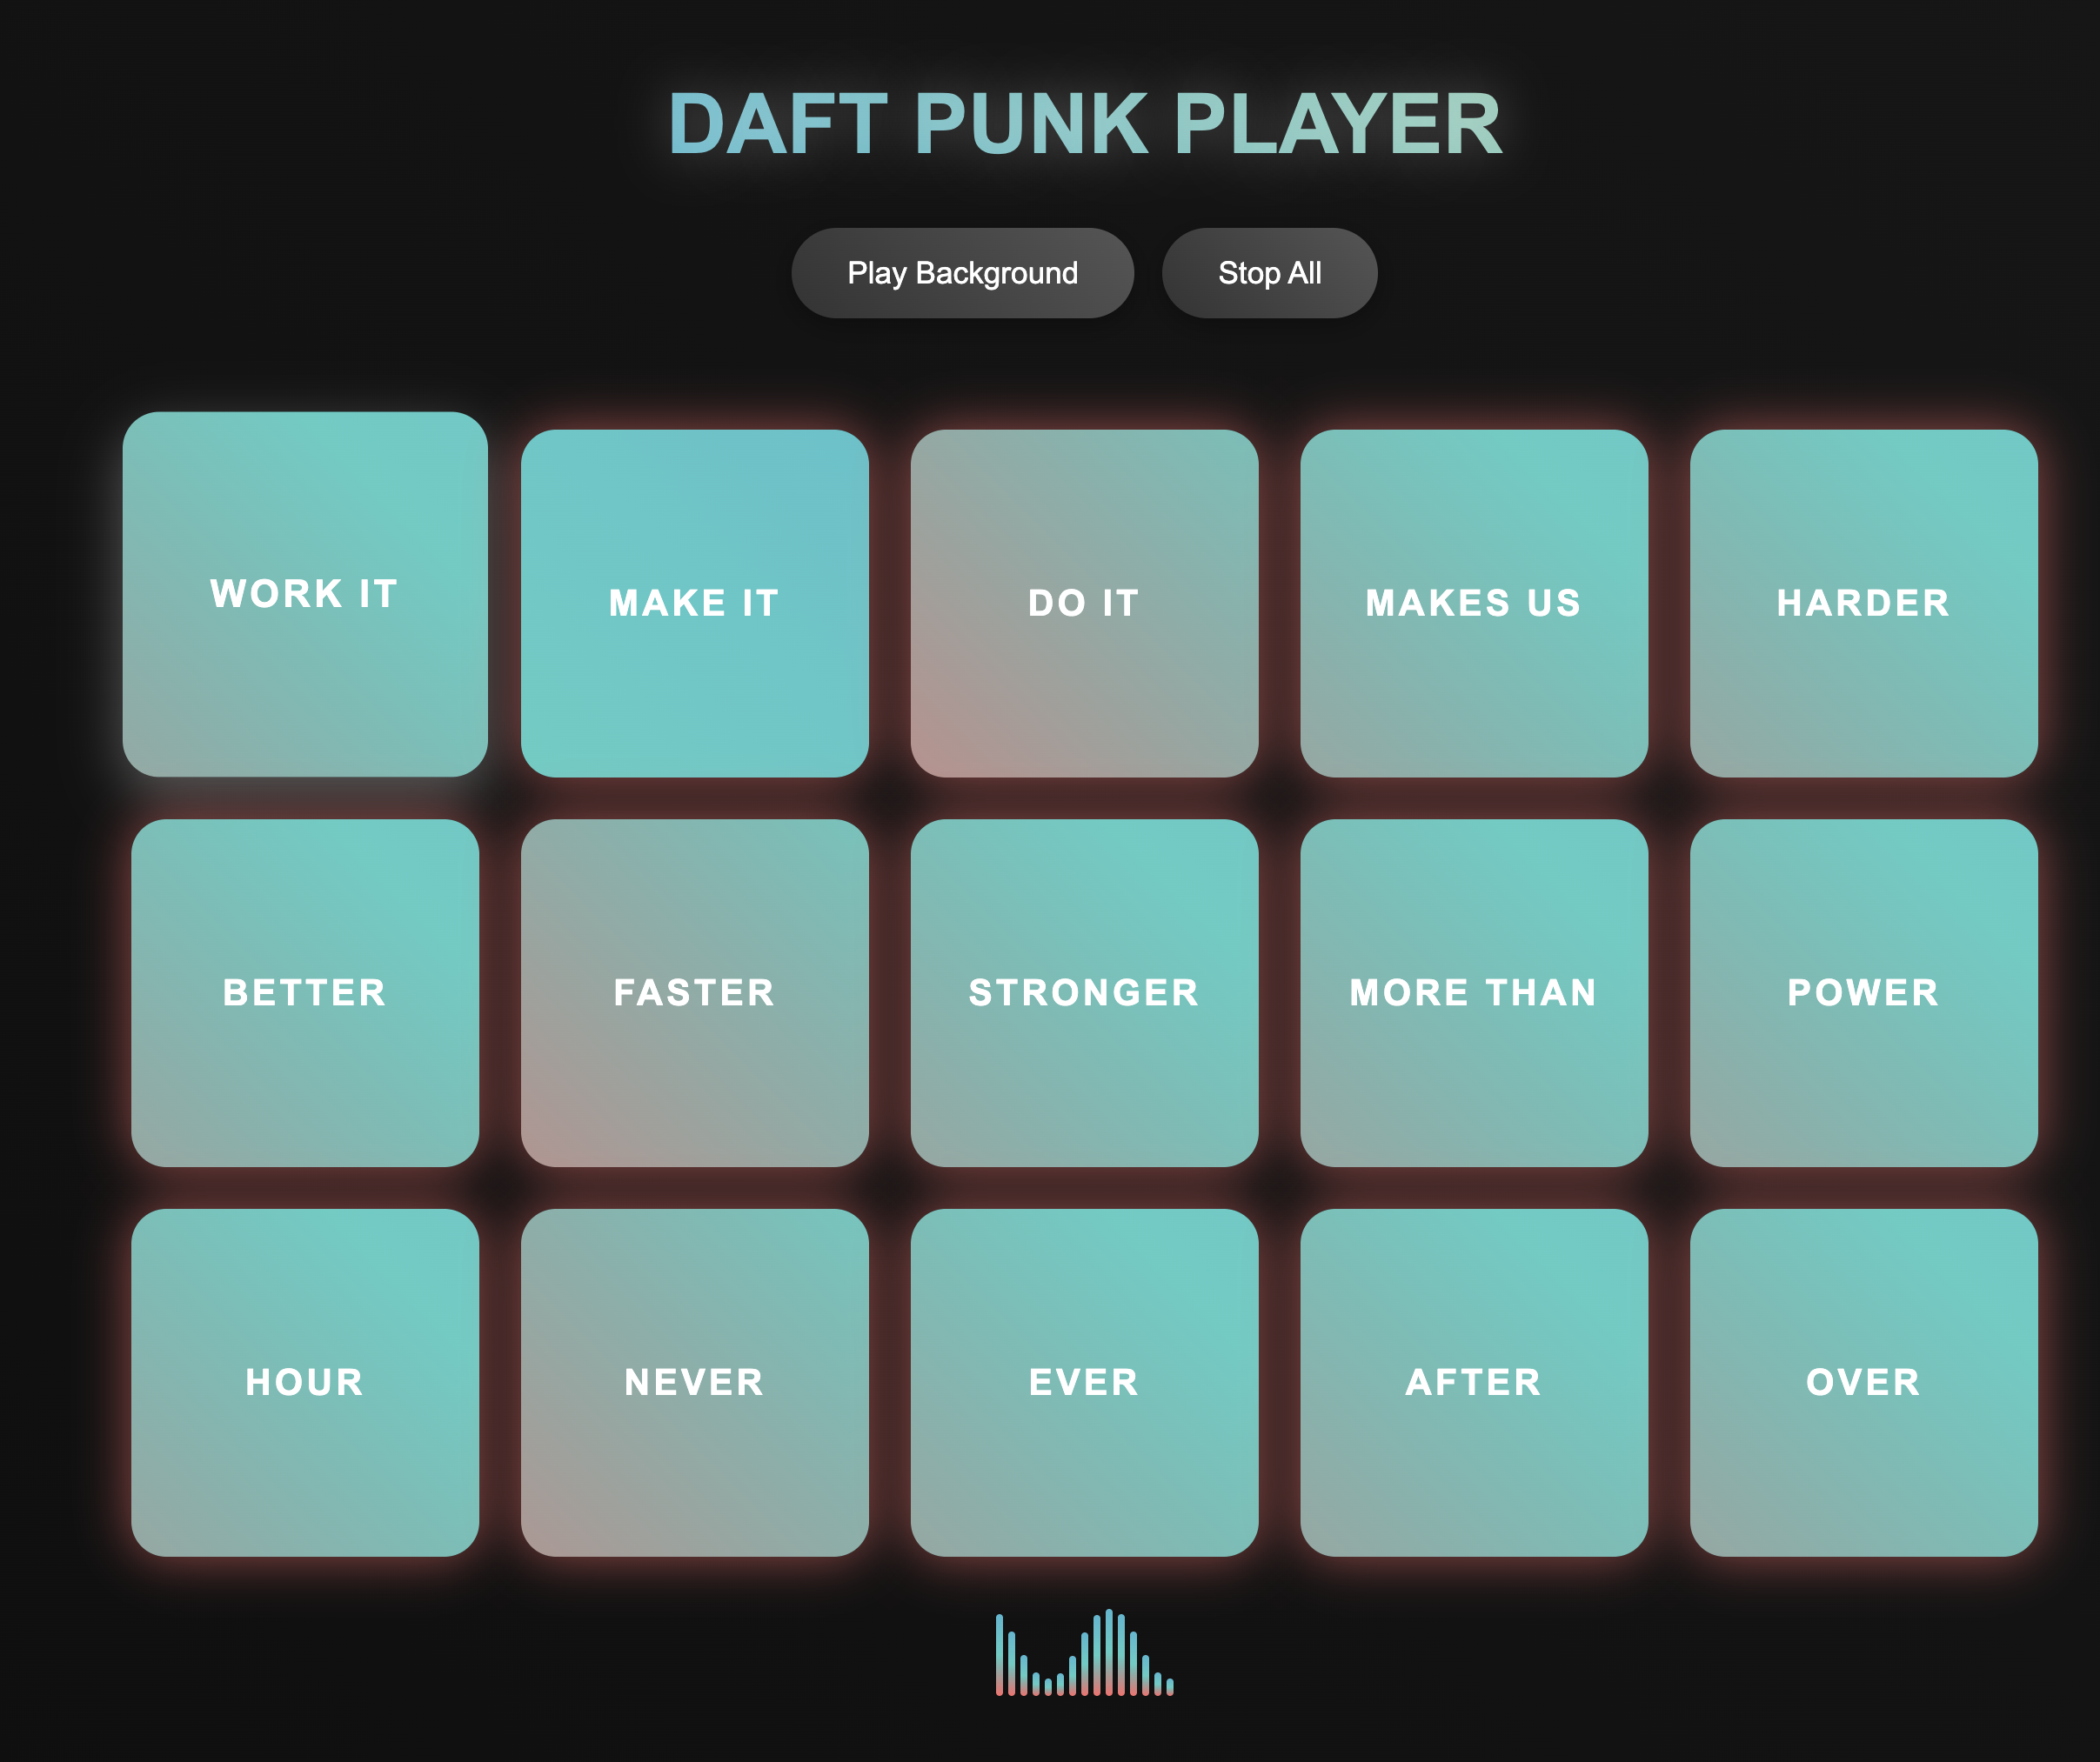 DAFT PUNK PLAYER
Play Background
Stop All
WORK IT
MAKE IT
DO IT
MAKES US
HARDER
BETTER
FASTER
STRONGER
MORE THAN
POWER
HOUR
NEVER
EVER
AFTER
OVER